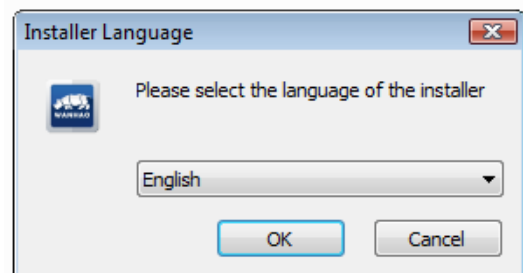 Installer Language
WANHAO
Please select the language of the installer
English
OK
Cancel